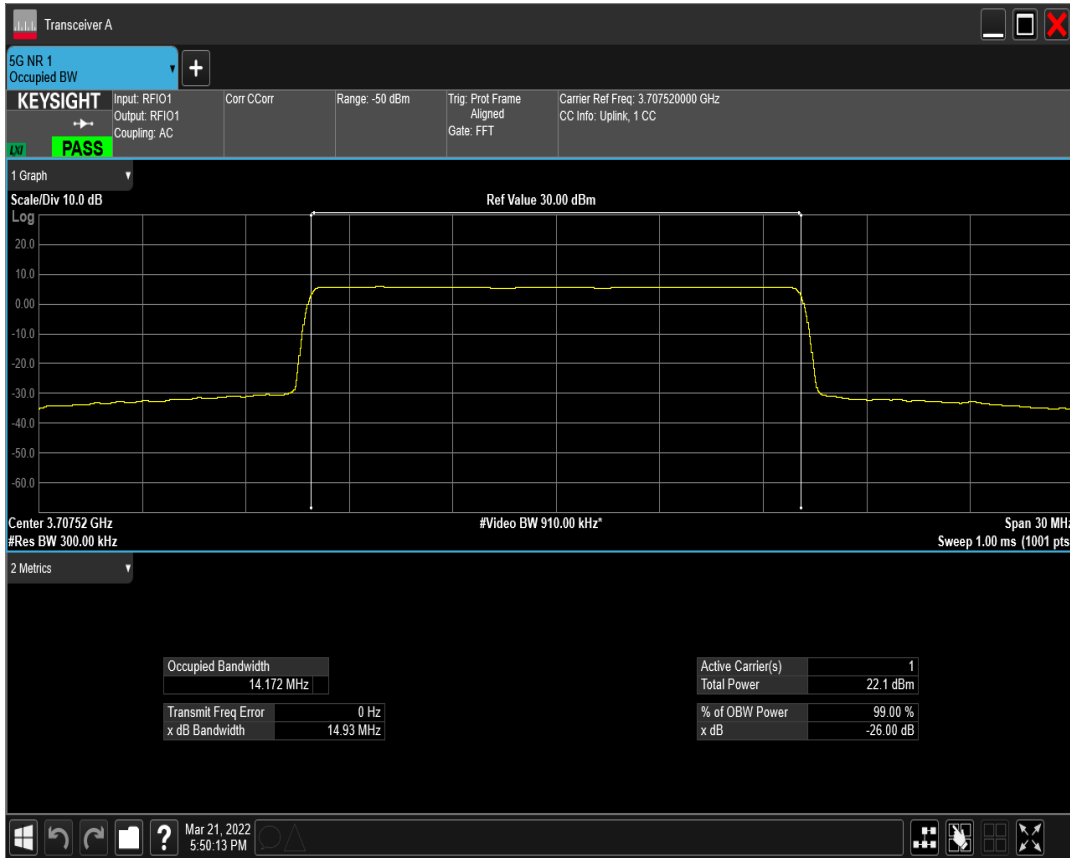 Transceiver A
5G NR 1
Occupied BW
+
KEYSIGHT
LXI
PASS
Input: RFIO1
Output: RFIO1
Coupling: AC
Corr CCorr
Range: -50 dBm
Trig: Prot Frame
Aligned
Gate: FFT
Carrier Ref Freq: 3.707520000 GHz
CC Info: Uplink, 1 CC
1 Graph
Scale/Div 10.0 dB
Ref Value 30.00 dBm
Log
20.0
10.0
0.00
-10.0
-20.0
-30.0
-40.0
-50.0
-60.0
Center 3.70752 GHz
#Video BW 910.00 kHz*
Span 30 MHz
#Res BW 300.00 kHz
Sweep 1.00 ms (1001 pts
2 Metrics
Occupied Bandwidth
14.172 MHz
Transmit Freq Error 0 Hz
x dB Bandwidth 14.93 MHz
Active Carrier(s) 1
Total Power 22.1 dBm
% of OBW Power 99.00 %
x dB -26.00 dB
?
Mar 21, 2022
5:50:13 PM